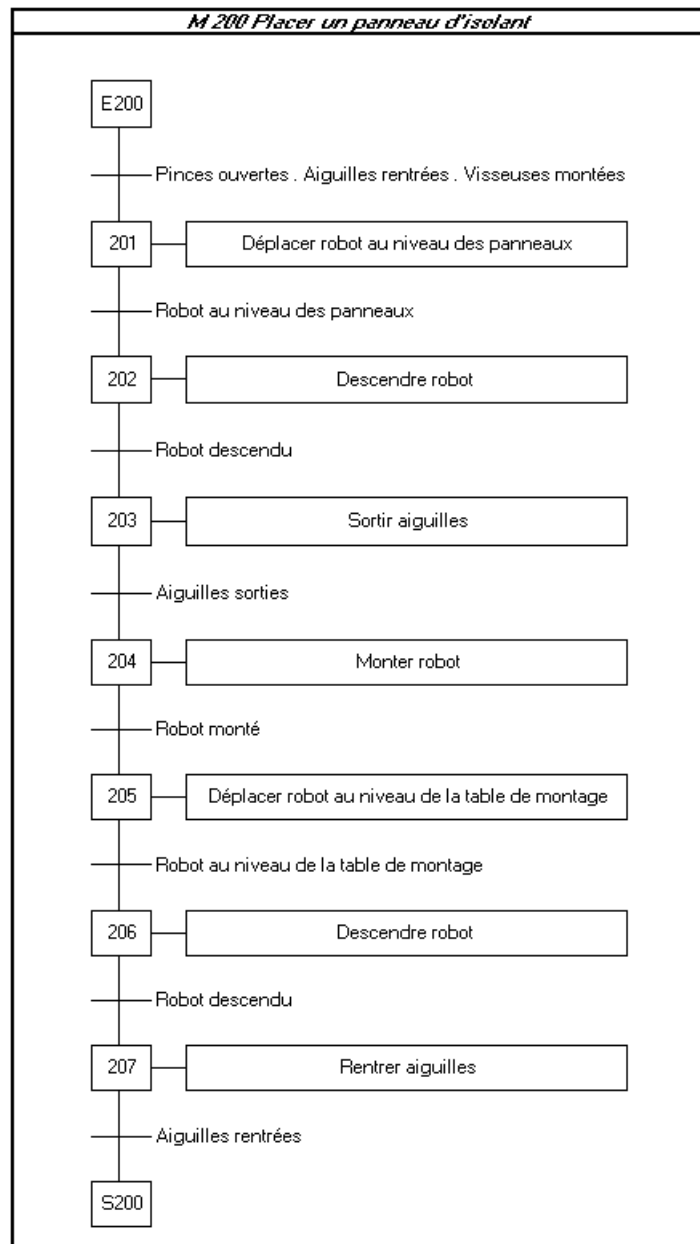 M 200 Placer un panneau d'isolant
E200
Pinces ouvertes . Aiguilles rentrées . Visseuses montées
201 Déplacer robot au niveau des panneaux
Robot au niveau des panneaux
202 Descendre robot
Robot descendu
203 Sortir aiguilles
Aiguilles sorties
204 Monter robot
Robot monté
205 Déplacer robot au niveau de la table de montage
Robot au niveau de la table de montage
206 Descendre robot
Robot descendu
207 Rentrer aiguilles
Aiguilles rentrées
S200